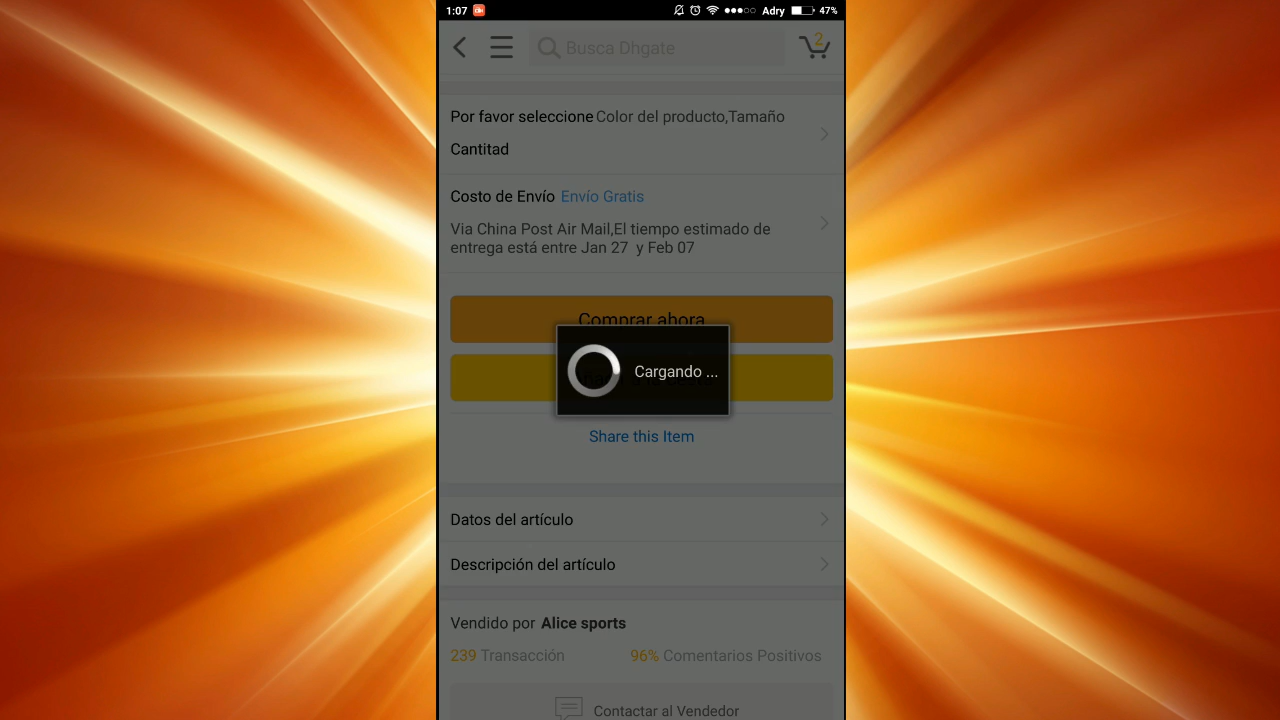 1:07
Adry
47%
Busca Dhgate
2
Por favor seleccione Color del producto,Tamaño
Cantitad
Costo de Envío Envío Gratis
Via China Post Air Mail,El tiempo estimado de
entrega está entre Jan 27 y Feb 07
Comprar ahora
Cargando ...
Share this Item
Datos del artículo
Descripción del artículo
Vendido por Alice sports
239 Transacción 96% Comentarios Positivos
Contactar al Vendedor